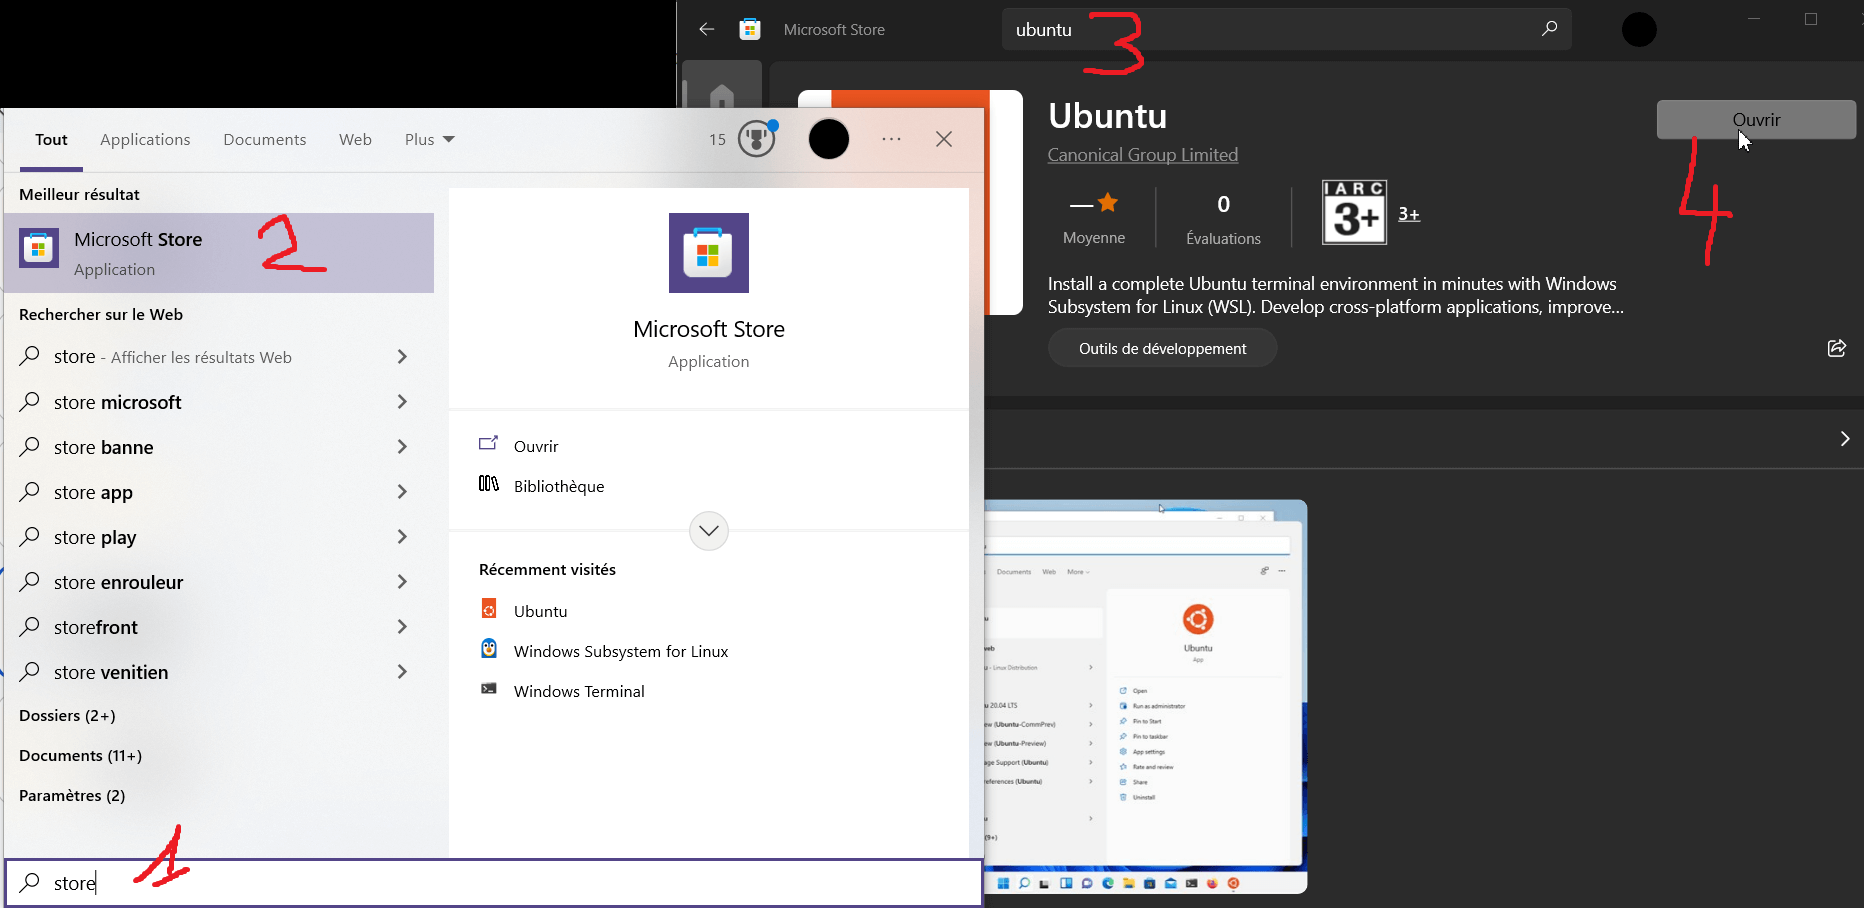 Microsoft Store
ubuntu
3
Tout
Applications
Documents
Web
Plus
15
Meilleur résultat
Microsoft Store
Application
2
Rechercher sur le Web
store - Afficher les résultats Web
store microsoft
store banne
store app
store play
store enrouleur
storefront
store venitien
Dossiers (2+)
Documents (11+)
Paramètres (2)
1
store
Microsoft Store
Application
Ouvrir
Bibliothèque
Récemment visités
Ubuntu
Windows Subsystem for Linux
Windows Terminal
Ubuntu
Canonical Group Limited
Ouvrir
4
Moyenne
0
Évaluations
IARC
3+
3+
Install a complete Ubuntu terminal environment in minutes with Windows
Subsystem for Linux (WSL). Develop cross-platform applications, improve...
Outils de développement
Documents Web More
Linux Distribution
20.04 LTS
(Ubuntu-CommPrev)
(Ubuntu-Preview)
Support (Ubuntu)
(Ubuntu)
Ubuntu
App
Open
Run as administrator
Pin to Start
Pin to taskbar
App settings
Rate and review
Share
Uninstall